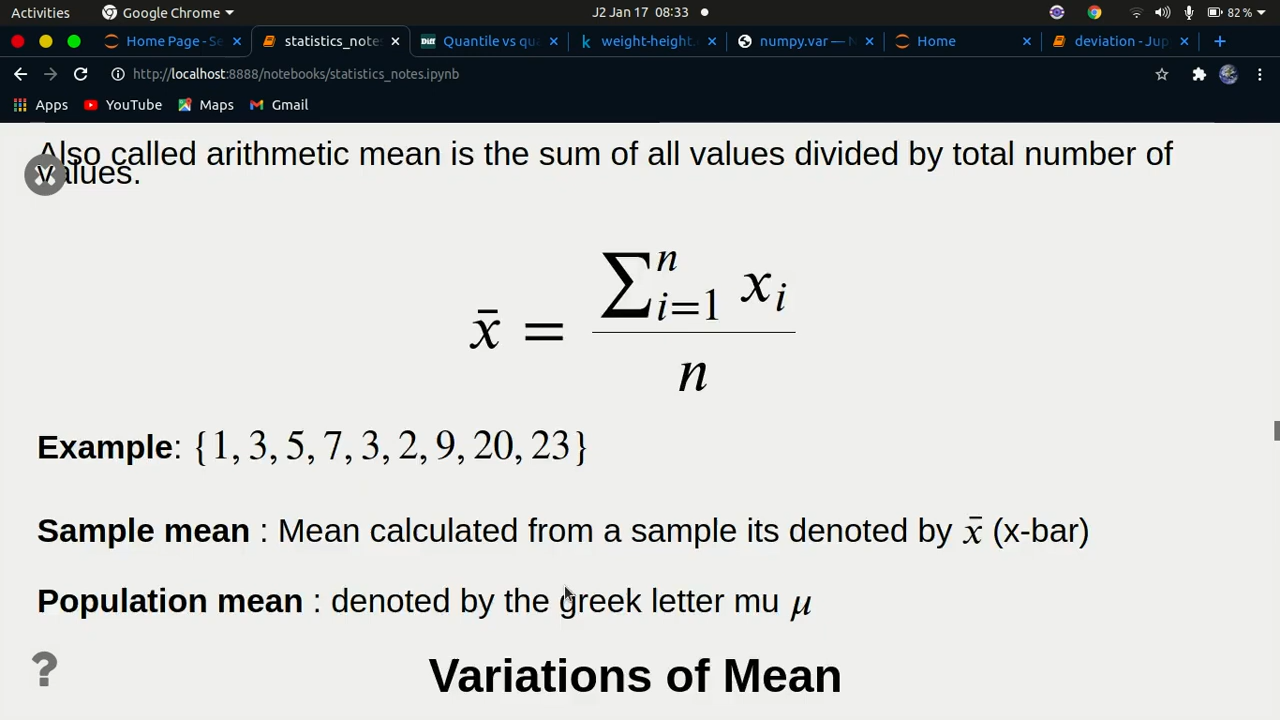 Activities Google Chrome J2 Jan 17 08:33 82 %
Home Page - Se statistics_notes Diff Quantile vs qua k weight-height. numpy.var — N Home deviation - Jup
http://localhost:8888/notebooks/statistics_notes.ipynb
Apps YouTube Maps Gmail
Also called arithmetic mean is the sum of all values divided by total number of
values.
x̄ = ∑ⁿᵢ₌₁ xᵢ / n
Example: {1, 3, 5, 7, 3, 2, 9, 20, 23}
Sample mean : Mean calculated from a sample its denoted by x̄ (x-bar)
Population mean : denoted by the greek letter mu μ
?
Variations of Mean